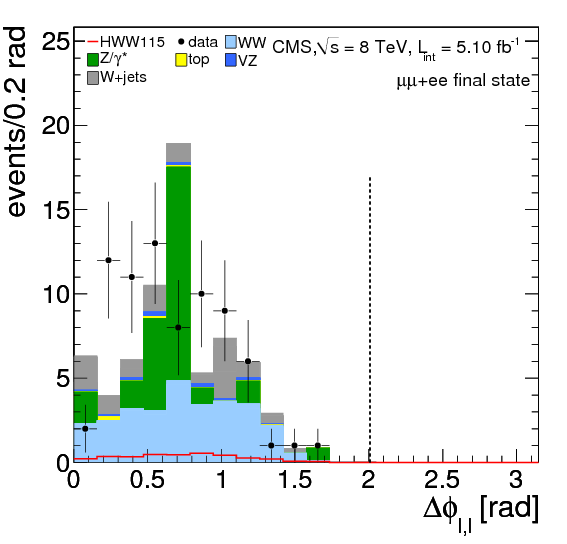 HWW115 data WW CMS,√s = 8 TeV, L_int = 5.10 fb⁻¹
Z/γ* top VZ
W+jets
μμ+ee final state
events/0.2 rad
25
20
15
10
5
0
0 0.5 1 1.5 2 2.5 3
Δϕ_l,l [rad]